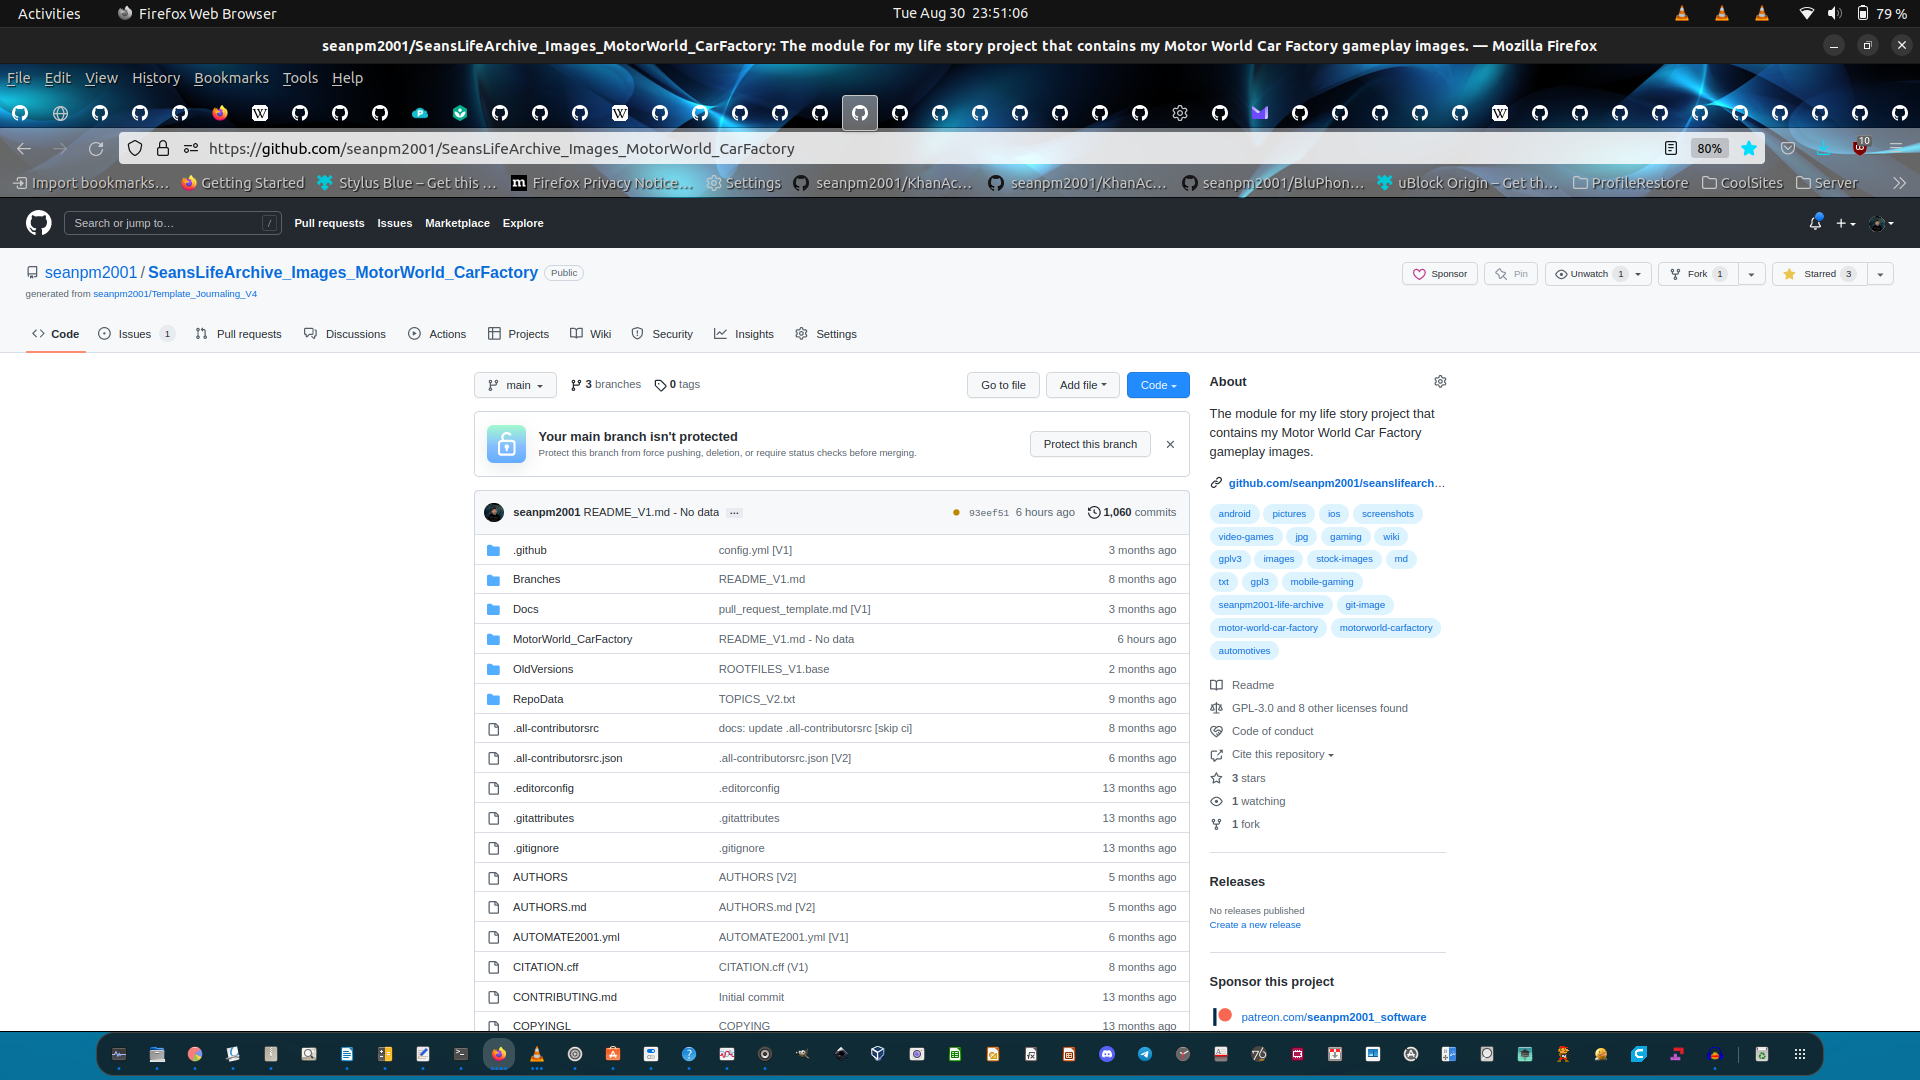 Activities Firefox Web Browser Tue Aug 30 23:51:06 79 %
seanpm2001/SeansLifeArchive_Images_MotorWorld_CarFactory: The module for my life story project that contains my Motor World Car Factory gameplay images. — Mozilla Firefox
File Edit View History Bookmarks Tools Help
https://github.com/seanpm2001/SeansLifeArchive_Images_MotorWorld_CarFactory 80% 10
Import bookmarks… Getting Started Stylus Blue – Get this … Firefox Privacy Notice… Settings seanpm2001/KhanAc… seanpm2001/KhanAc… seanpm2001/BluPhon… uBlock Origin – Get th… ProfileRestore CoolSites Server
Search or jump to… / Pull requests Issues Marketplace Explore
seanpm2001 / SeansLifeArchive_Images_MotorWorld_CarFactory Public Sponsor Pin Unwatch 1 Fork 1 Starred 3
generated from seanpm2001/Template_Journaling_V4
Code Issues 1 Pull requests Discussions Actions Projects Wiki Security Insights Settings
main 3 branches 0 tags Go to file Add file Code
Your main branch isn't protected
Protect this branch from force pushing, deletion, or require status checks before merging.
Protect this branch
seanpm2001 README_V1.md - No data … 93eef51 6 hours ago 1,060 commits
.github config.yml [V1] 3 months ago
Branches README_V1.md 8 months ago
Docs pull_request_template.md [V1] 3 months ago
MotorWorld_CarFactory README_V1.md - No data 6 hours ago
OldVersions ROOTFILES_V1.base 2 months ago
RepoData TOPICS_V2.txt 9 months ago
.all-contributorsrc docs: update .all-contributorsrc [skip ci] 8 months ago
.all-contributorsrc.json .all-contributorsrc.json [V2] 6 months ago
.editorconfig .editorconfig 13 months ago
.gitattributes .gitattributes 13 months ago
.gitignore .gitignore 13 months ago
AUTHORS AUTHORS [V2] 5 months ago
AUTHORS.md AUTHORS.md [V2] 5 months ago
AUTOMATE2001.yml AUTOMATE2001.yml [V1] 6 months ago
CITATION.cff CITATION.cff (V1) 8 months ago
CONTRIBUTING.md Initial commit 13 months ago
COPYINGL COPYING 13 months ago
About
The module for my life story project that
contains my Motor World Car Factory
gameplay images.
github.com/seanpm2001/seanslifearch…
android pictures ios screenshots
video-games jpg gaming wiki
gplv3 images stock-images md
txt gpl3 mobile-gaming
seanpm2001-life-archive git-image
motor-world-car-factory motorworld-carfactory
automotives
Readme
GPL-3.0 and 8 other licenses found
Code of conduct
Cite this repository
3 stars
1 watching
1 fork
Releases
No releases published
Create a new release
Sponsor this project
patreon.com/seanpm2001_software